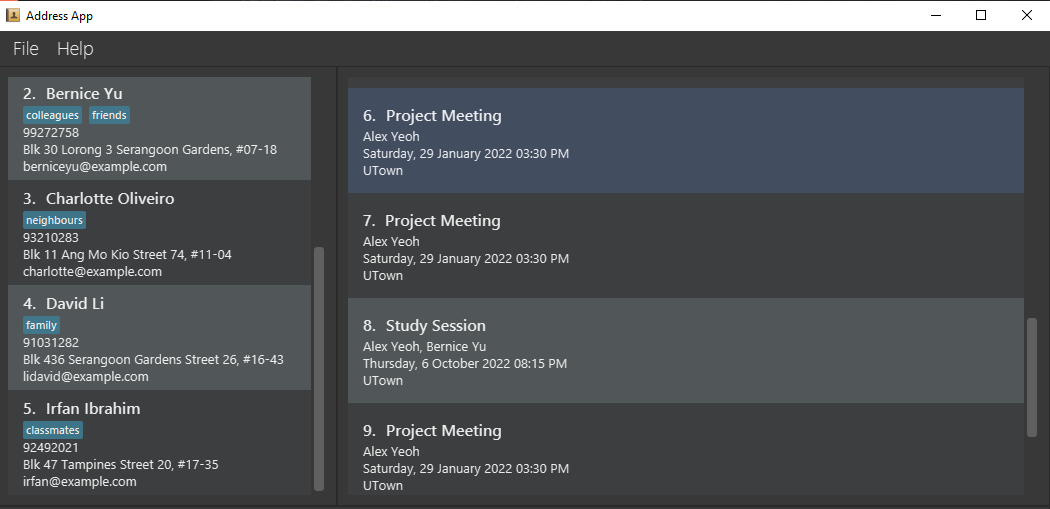 Address App
File Help
2. Bernice Yu
colleagues friends
99272758
Blk 30 Lorong 3 Serangoon Gardens, #07-18
berniceyu@example.com
3. Charlotte Oliveiro
neighbours
93210283
Blk 11 Ang Mo Kio Street 74, #11-04
charlotte@example.com
4. David Li
family
91031282
Blk 436 Serangoon Gardens Street 26, #16-43
lidavid@example.com
5. Irfan Ibrahim
classmates
92492021
Blk 47 Tampines Street 20, #17-35
irfan@example.com
6. Project Meeting
Alex Yeoh
Saturday, 29 January 2022 03:30 PM
UTown
7. Project Meeting
Alex Yeoh
Saturday, 29 January 2022 03:30 PM
UTown
8. Study Session
Alex Yeoh, Bernice Yu
Thursday, 6 October 2022 08:15 PM
UTown
9. Project Meeting
Alex Yeoh
Saturday, 29 January 2022 03:30 PM
UTown